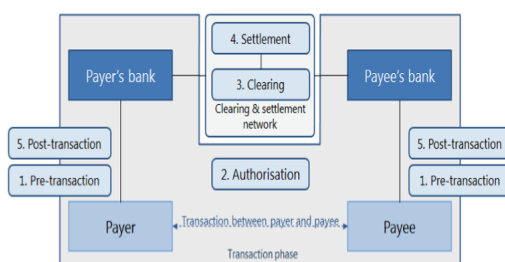 4. Settlement
Payer's bank
3. Clearing
Payee's bank
Clearing & settlement
network
5. Post-transaction
5. Post-transaction
1. Pre-transaction
2. Authorisation
1. Pre-transaction
Payer
Transaction between payer and payee
Payee
Transaction phase